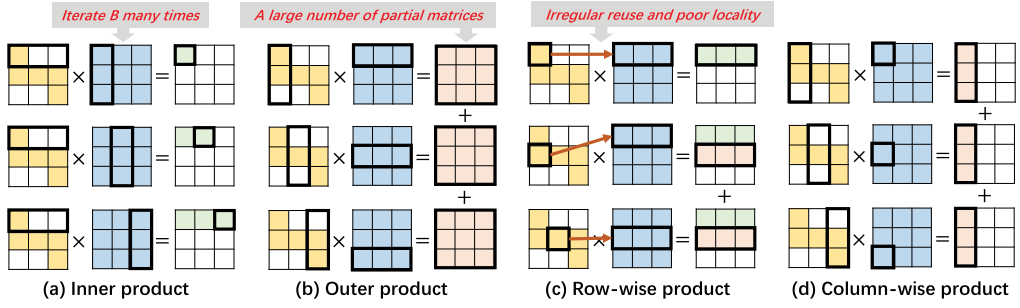 Iterate B many times
A large number of partial matrices
Irregular reuse and poor locality
× = × = × = × =
+ +
× = × = × = × =
+ + +
× = × = × = × =
(a) Inner product
(b) Outer product
(c) Row-wise product
(d) Column-wise product